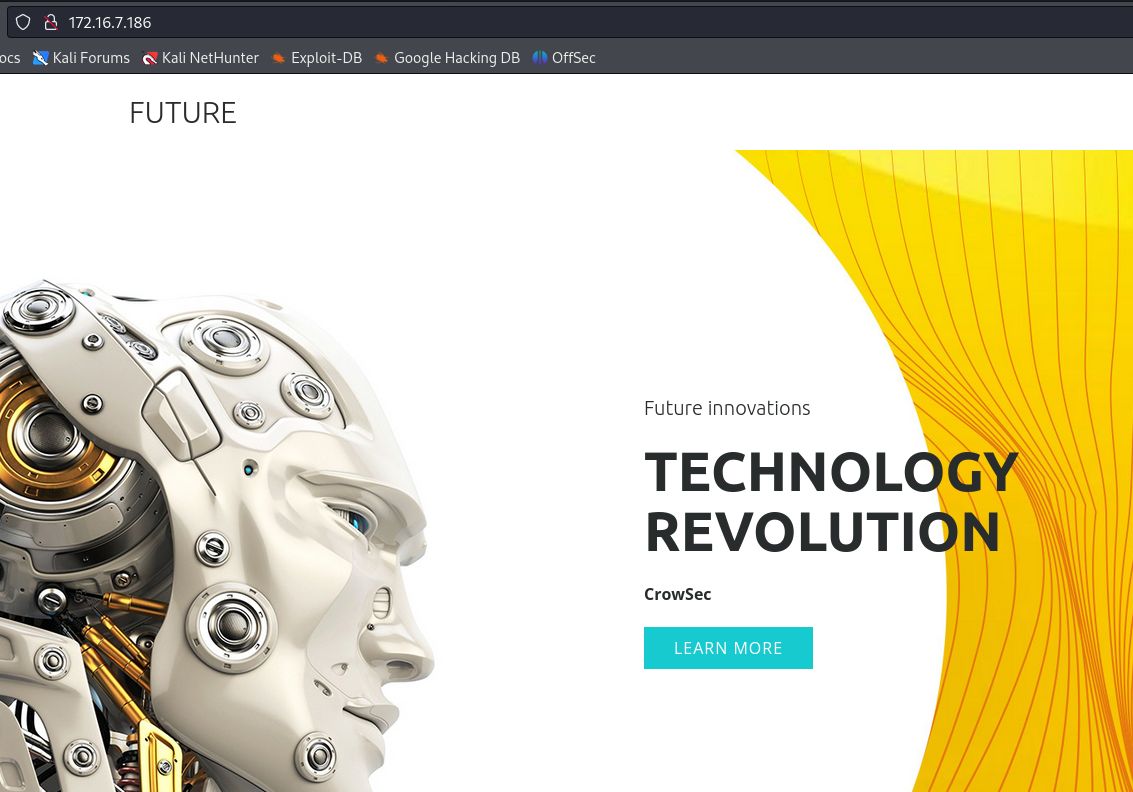 172.16.7.186
ocs Kali Forums Kali NetHunter Exploit-DB Google Hacking DB OffSec
FUTURE
Future innovations
TECHNOLOGY
REVOLUTION
CrowSec
LEARN MORE